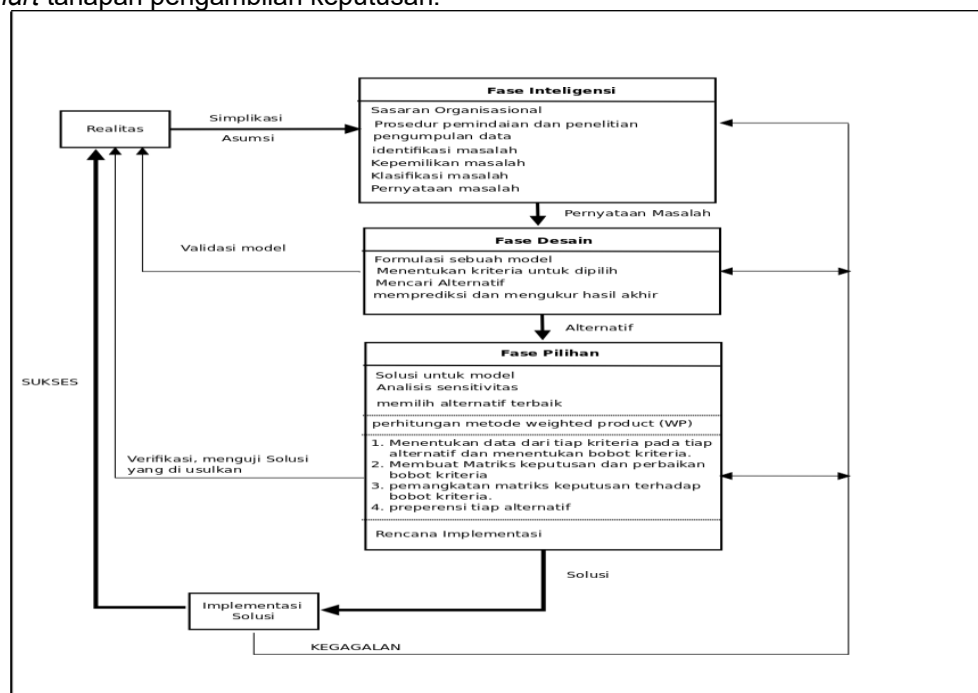 tahapan pengambilan keputusan.
Fase Inteligensi
Sasaran Organisasional
Prosedur pemindaian dan penelitian
pengumpulan data
identifikasi masalah
Kepemilikan masalah
Klasifikasi masalah
Pernyataan masalah
Realitas
Simplikasi
Asumsi
Pernyataan Masalah
Fase Desain
Formulasi sebuah model
Menentukan kriteria untuk dipilih
Mencari Alternatif
memprediksi dan mengukur hasil akhir
Validasi model
Alternatif
Fase Pilihan
Solusi untuk model
Analisis sensitivitas
memilih alternatif terbaik
perhitungan metode weighted product (WP)
1. Menentukan data dari tiap kriteria pada tiap
alternatif dan menentukan bobot kriteria.
2. Membuat Matriks keputusan dan perbaikan
bobot kriteria
3. pemangkatan matriks keputusan terhadap
bobot kriteria.
4. preperensi tiap alternatif
Rencana Implementasi
SUKSES
Verifikasi, menguji Solusi
yang di usulkan
Solusi
Implementasi
Solusi
KEGAGALAN